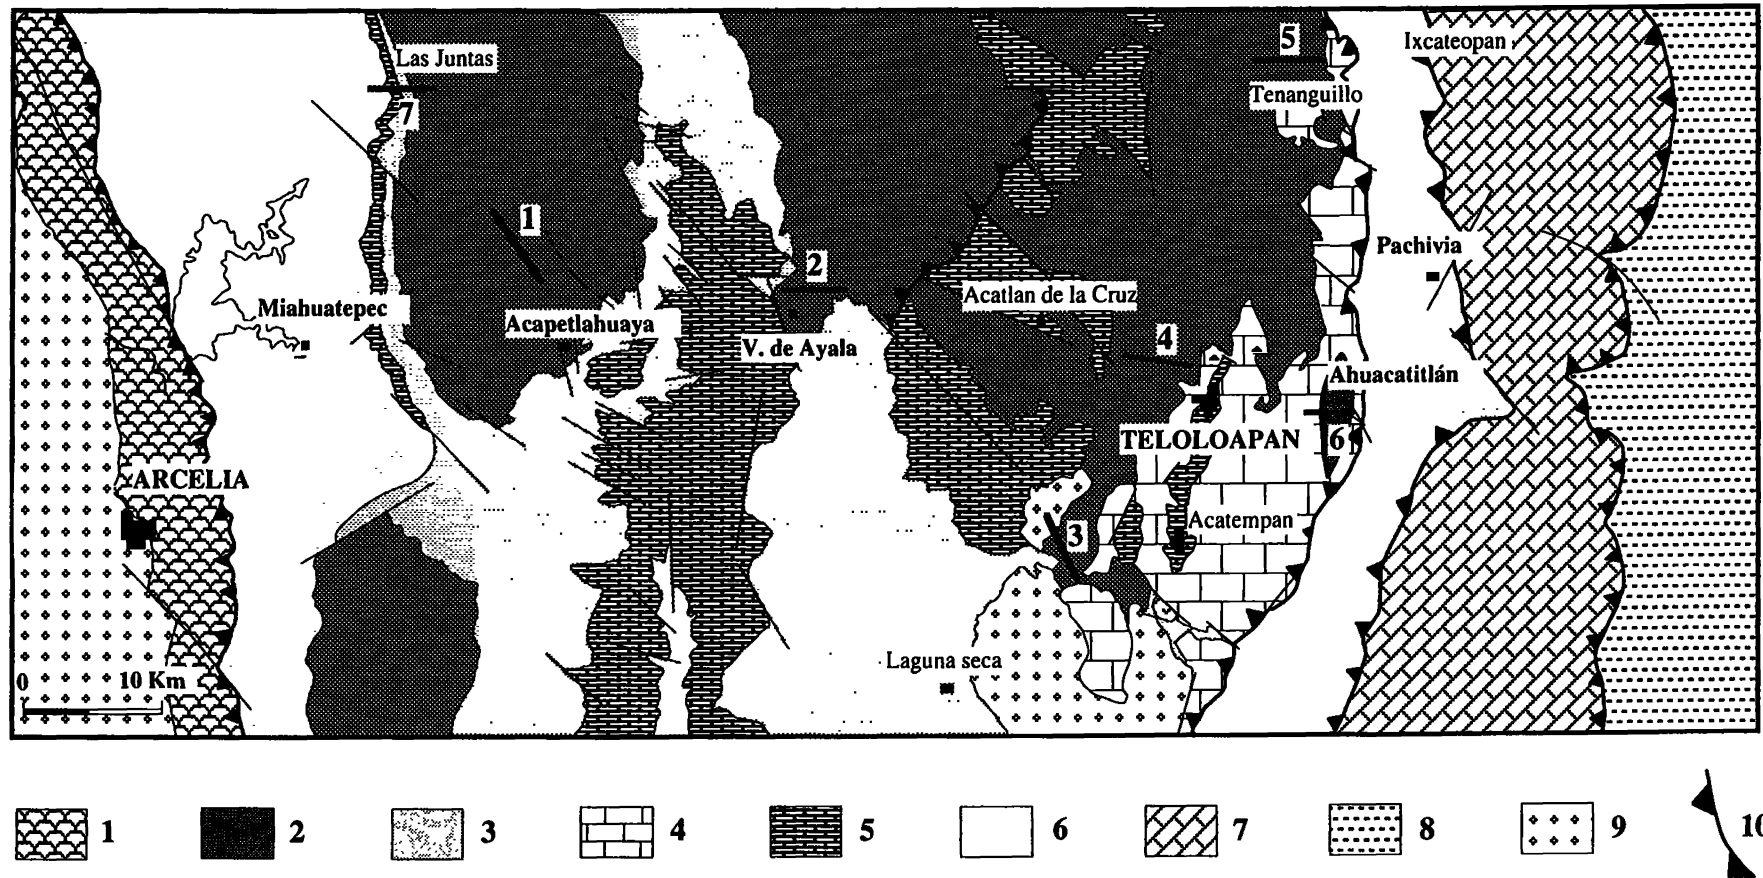 5
Ixcateopan
Las Juntas
Tenanguillo
7
1
Pachivia
2
Acatlan de la Cruz
Miahuatepec
Acapetlahuaya
V. de Ayala
4
Ahuacatitlán
TELOLOAPAN
6
ARCELIA
Acatempan
3
Laguna seca
0 10 Km
1 2 3 4 5 6 7 8 9 10